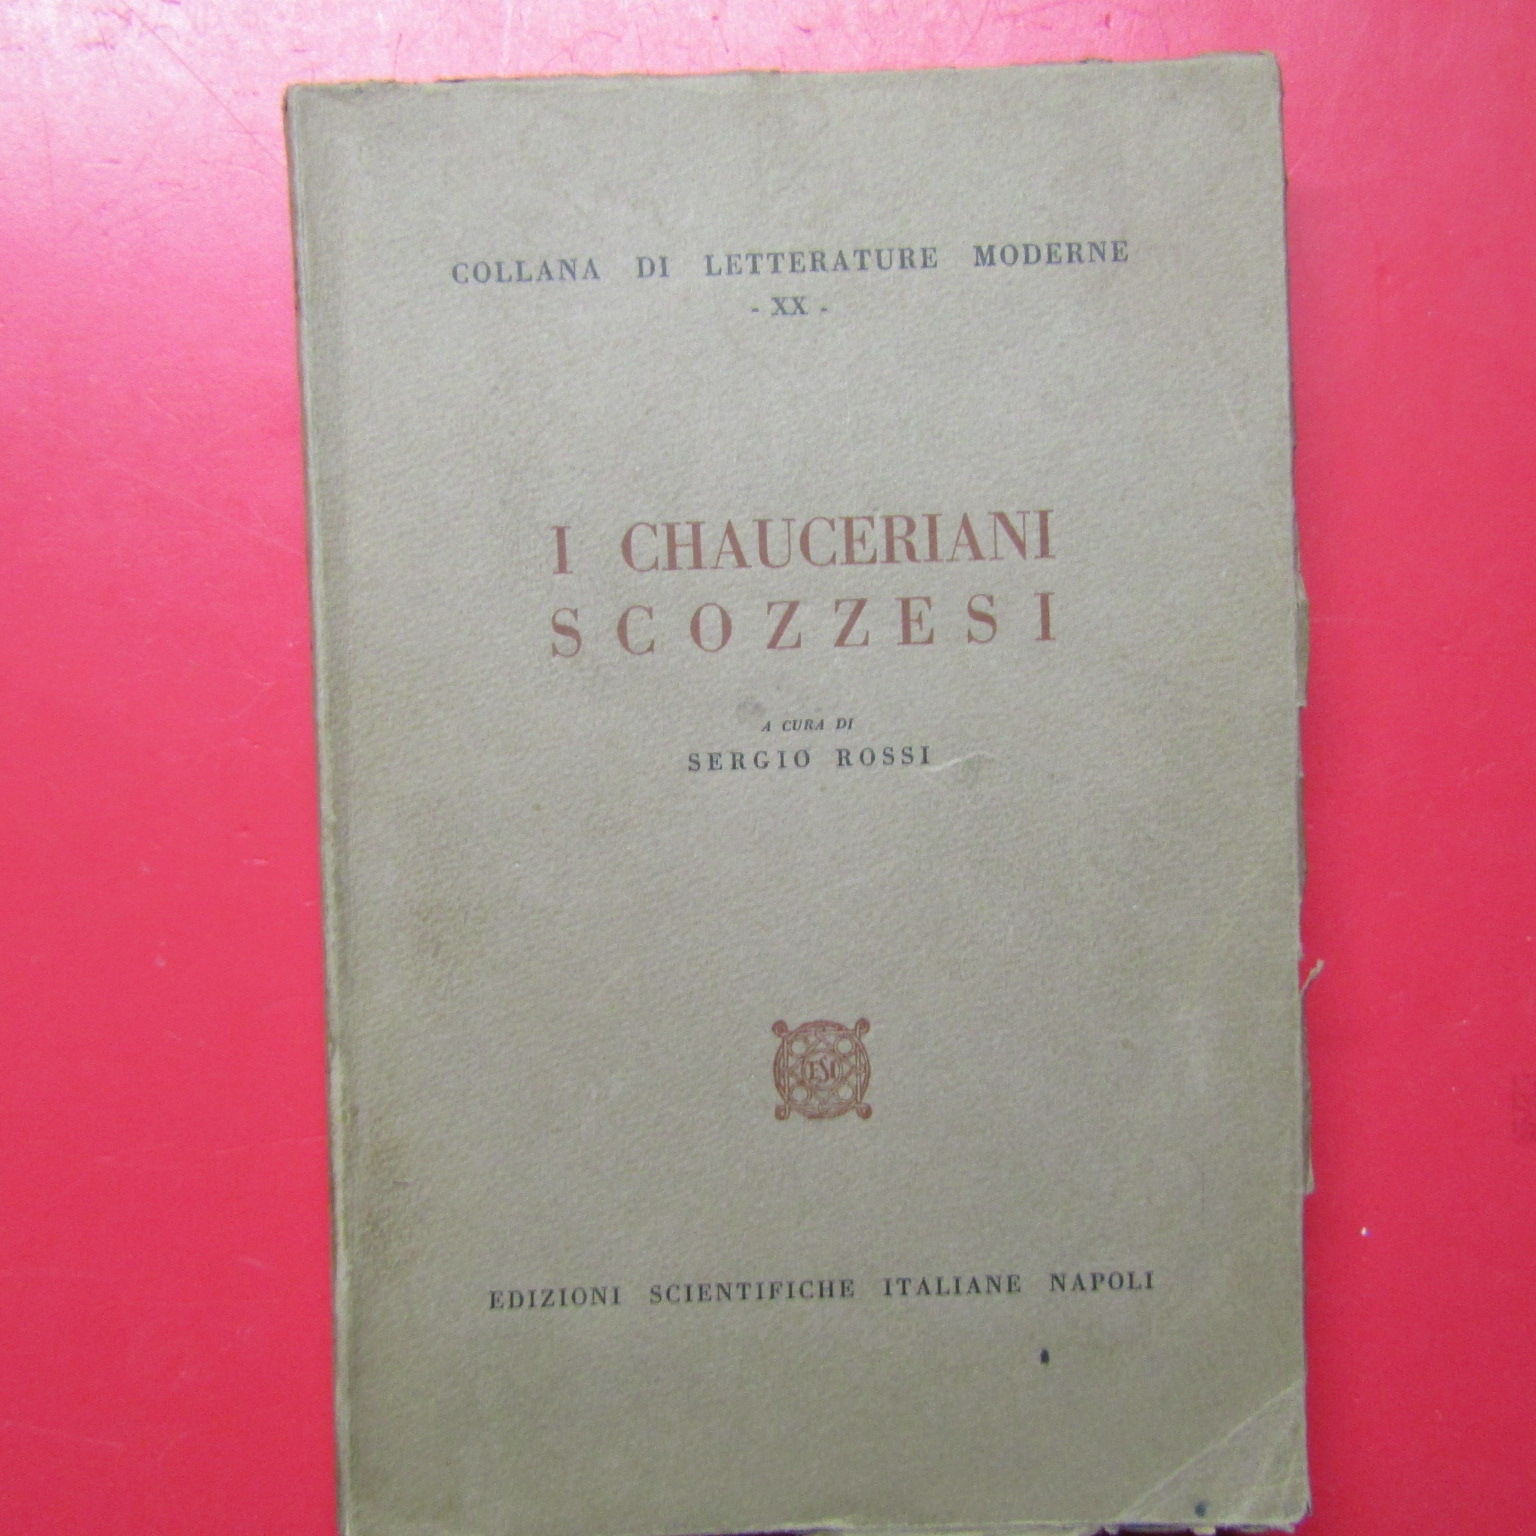 COLLANA DI LETTERATURE MODERNE
- XX -
I CHAUCERIANI
SCOZZESI
A CURA DI
SERGIO ROSSI
ESI
EDIZIONI SCIENTIFICHE ITALIANE NAPOLI